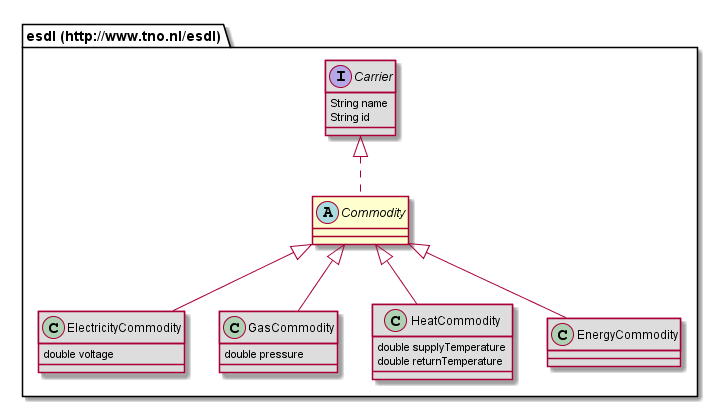 esdl (http://www.tno.nl/esdl)
I Carrier
String name
String id
A Commodity
C ElectricityCommodity
double voltage
C GasCommodity
double pressure
C HeatCommodity
double supplyTemperature
double returnTemperature
C EnergyCommodity